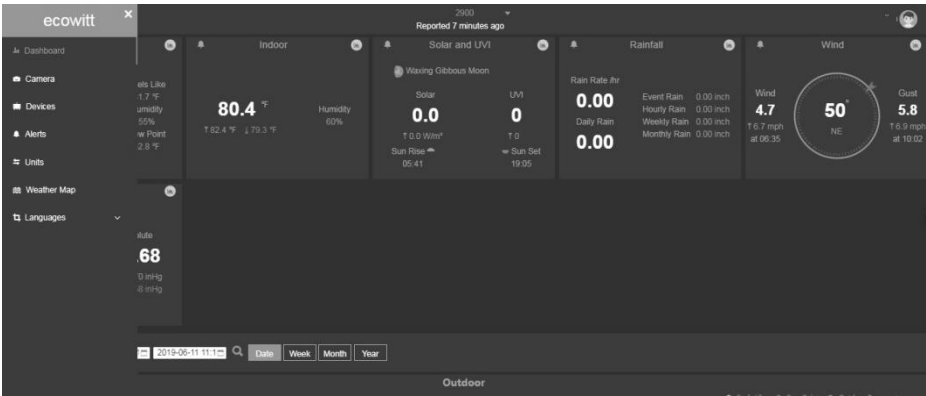 ecowitt
×
2900
Reported 7 minutes ago
Dashboard
Camera
Devices
Alerts
Units
Weather Map
Languages
55%
Indoor
80.4 °F
↑82.4 °F ↓79.3 °F
Humidity
60%
Solar and UVI
Waxing Gibbous Moon
Solar
UVI
0.0
0
↑0.0 W/m²
↑0
Sun Rise
Sun Set
05:41
19:05
Rainfall
Rain Rate /hr
0.00
Daily Rain
0.00
Event Rain 0.00 inch
Hourly Rain 0.00 inch
Weekly Rain 0.00 inch
Monthly Rain 0.00 inch
Wind
Wind
4.7
↑6.7 mph
at 06:35
50°
NE
Gust
5.8
↑6.9 mph
at 10:02
.68
inHg
inHg
2019-06-11 11:1
Date
Week
Month
Year
Outdoor